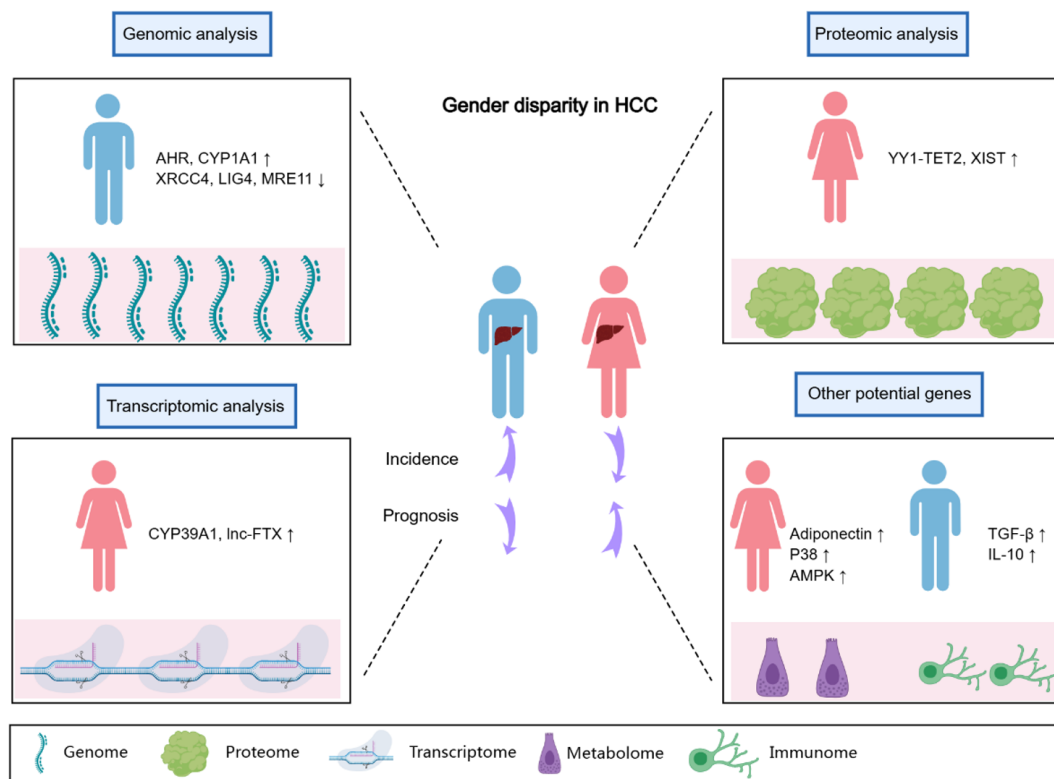 Genomic analysis
Proteomic analysis
Gender disparity in HCC
AHR, CYP1A1 ↑
XRCC4, LIG4, MRE11 ↓
YY1-TET2, XIST ↑
Transcriptomic analysis
Other potential genes
Incidence
Prognosis
CYP39A1, lnc-FTX ↑
Adiponectin ↑
P38 ↑
AMPK ↑
TGF-β ↑
IL-10 ↑
Genome
Proteome
Transcriptome
Metabolome
Immunome